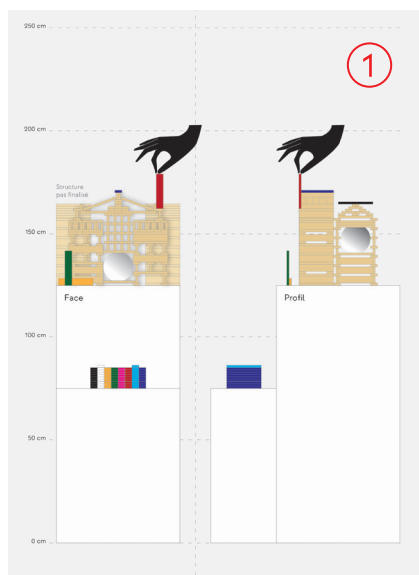 250 cm
1
200 cm
Structure
pas finalisé
150 cm
Face
Profil
100 cm
50 cm
0 cm